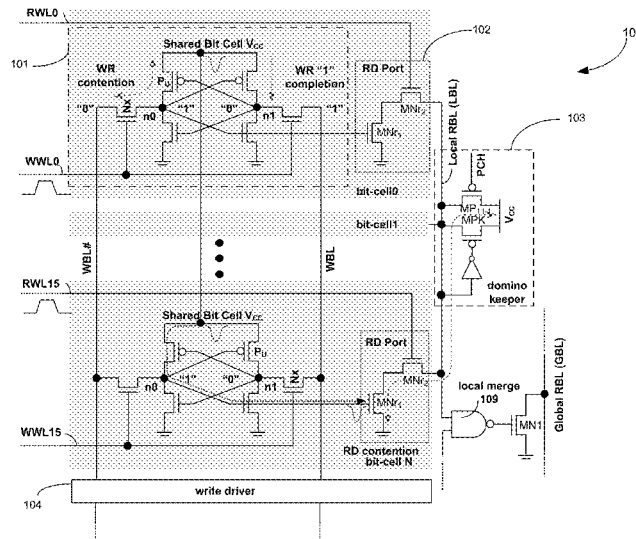 RWL0
10
101
Shared Bit Cell VCC
102
WR contention
PU
WR "1" completion
RD Port
"0"
Nx
n0
"1"
"0"
n1
"1"
MNr2
MNr1
Local RBL (LBL)
103
WWL0
bit-cell0
PCH
MP
MPK
VCC
bit-cell1
WBL#
WBL
domino keeper
RWL15
Shared Bit Cell VCC
PU
RD Port
n0
"1"
"0"
n1
Nx
MNr2
MNr1
local merge
109
MN1
Global RBL (GBL)
WWL15
RD contention
bit-cell N
104
write driver